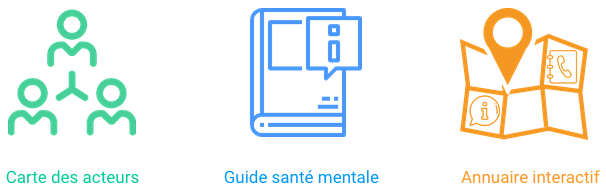 Carte des acteurs
Guide santé mentale
Annuaire interactif